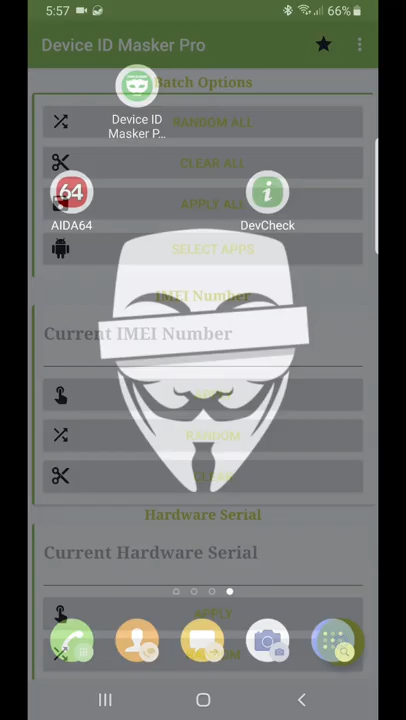 5:57
66%
Device ID Masker Pro
Batch Options
RANDOM ALL
Device ID
Masker P...
CLEAR ALL
64
i
APPLY ALL
AIDA64
DevCheck
SELECT APPS
IMEI Number
Current IMEI Number
RANDOM
CLEAR
Hardware Serial
Current Hardware Serial
APPLY